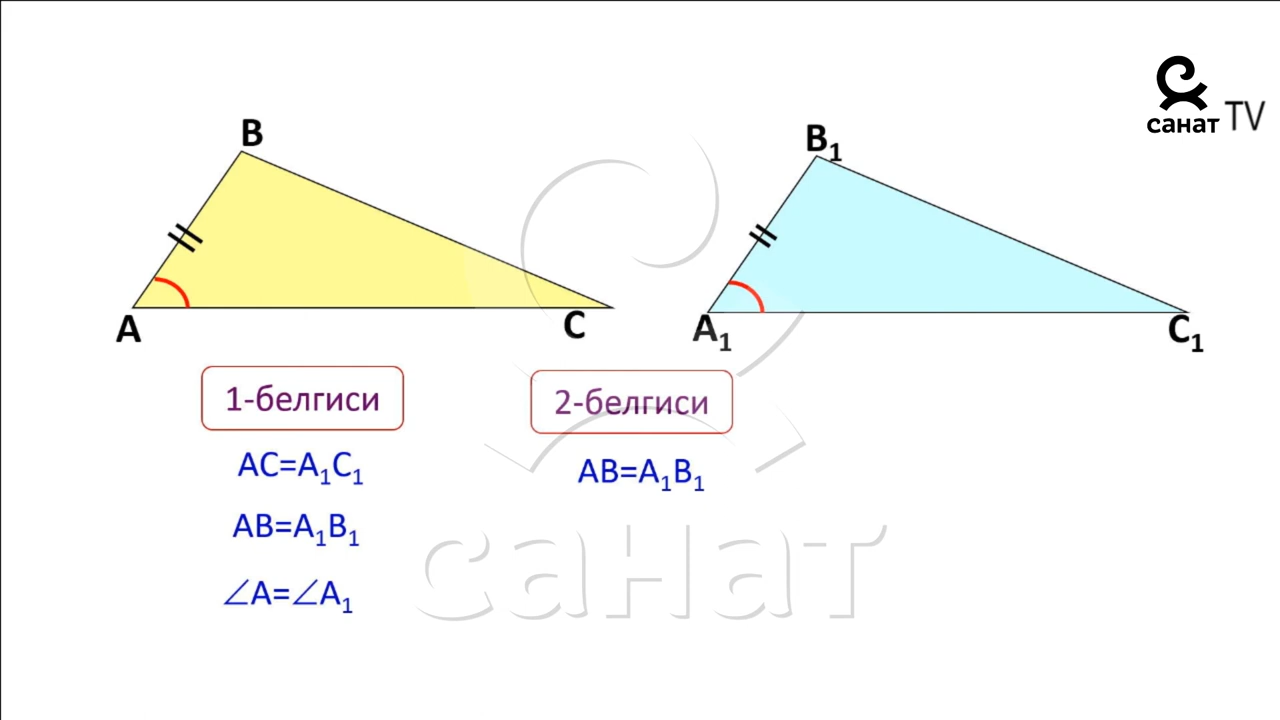 санат TV
B
B₁
A
C
A₁
C₁
1-белгиси
2-белгиси
AC=A₁C₁
AB=A₁B₁
AB=A₁B₁
∠A=∠A₁
санат